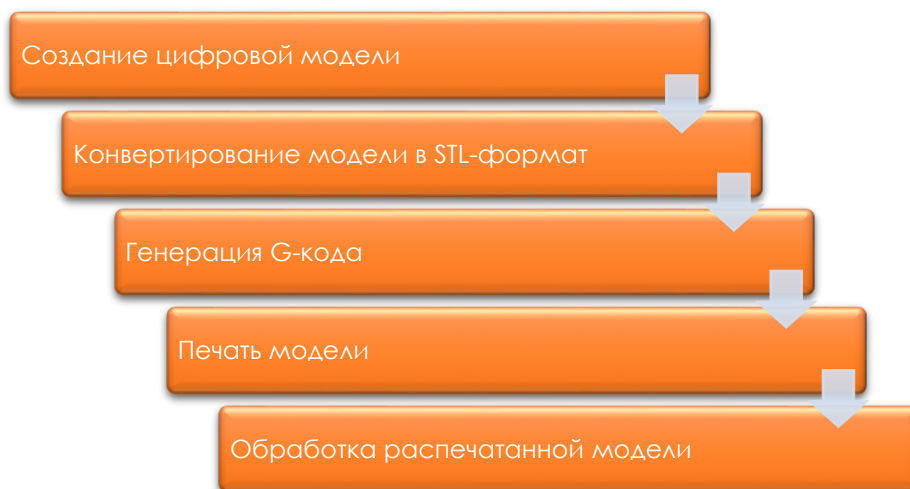 Создание цифровой модели
Конвертирование модели в STL-формат
Генерация G-кода
Печать модели
Обработка распечатанной модели